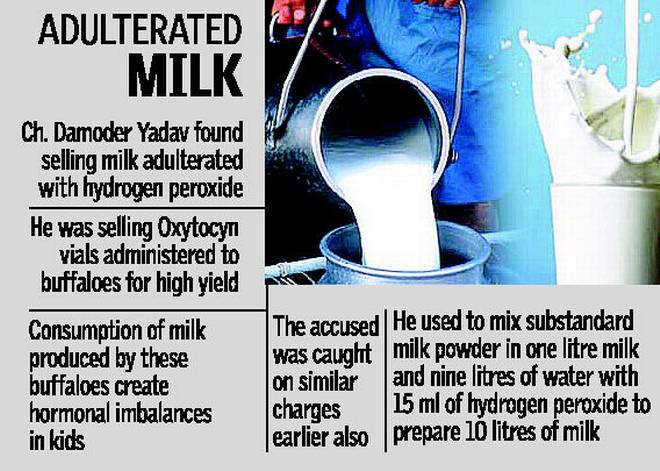 ADULTERATED
MILK
Ch. Damoder Yadav found
selling milk adulterated
with hydrogen peroxide
He was selling Oxytocyn
vials administered to
buffaloes for high yield
Consumption of milk
produced by these
buffaloes create
hormonal imbalances
in kids
The accused
was caught
on similar
charges
earlier also
He used to mix substandard
milk powder in one litre milk
and nine litres of water with
15 ml of hydrogen peroxide to
prepare 10 litres of milk